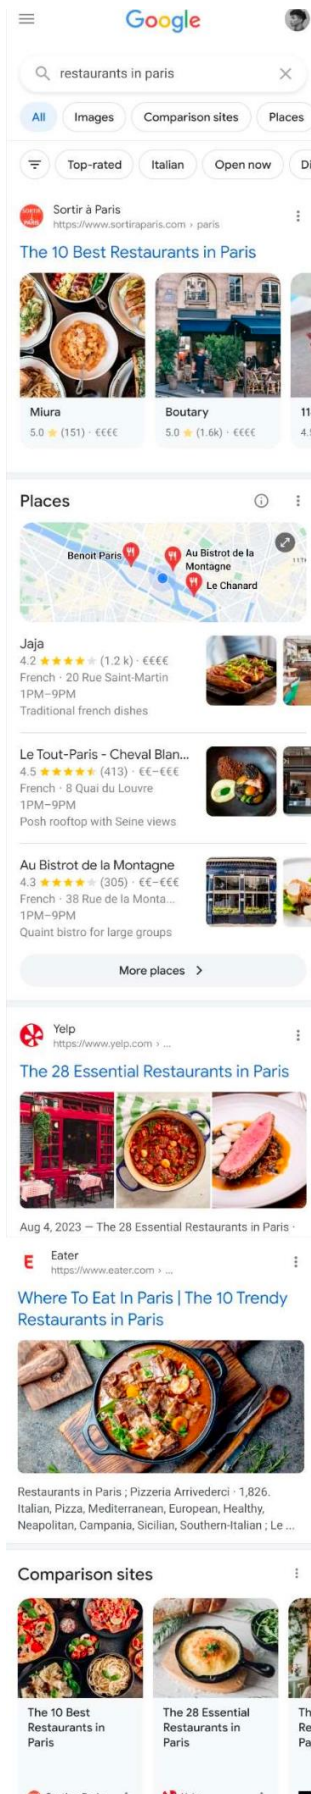 Google
restaurants in paris
All Images Comparison sites Places
Top-rated Italian Open now
Sortir à Paris
https://www.sortiraparis.com › paris
The 10 Best Restaurants in Paris
Miura
5.0 ★ (151) · €€€€
Boutary
5.0 ★ (1.6k) · €€€€
Places
Benoit Paris
Au Bistrot de la
Montagne
Le Chanard
Jaja
4.2 ★★★★★ (1.2 k) · €€€€
French · 20 Rue Saint-Martin
1PM–9PM
Traditional french dishes
Le Tout-Paris - Cheval Blan...
4.5 ★★★★★ (413) · €€–€€€
French · 8 Quai du Louvre
1PM–9PM
Posh rooftop with Seine views
Au Bistrot de la Montagne
4.3 ★★★★★ (305) · €€–€€€
French · 38 Rue de la Monta...
1PM–9PM
Quaint bistro for large groups
More places >
Yelp
https://www.yelp.com › ...
The 28 Essential Restaurants in Paris
Aug 4, 2023 — The 28 Essential Restaurants in Paris ·
E Eater
https://www.eater.com › ...
Where To Eat In Paris | The 10 Trendy
Restaurants in Paris
Restaurants in Paris ; Pizzeria Arrivederci · 1,826.
Italian, Pizza, Mediterranean, European, Healthy,
Neapolitan, Campania, Sicilian, Southern-Italian ; Le ...
Comparison sites
The 10 Best
Restaurants in
Paris
The 28 Essential
Restaurants in
Paris